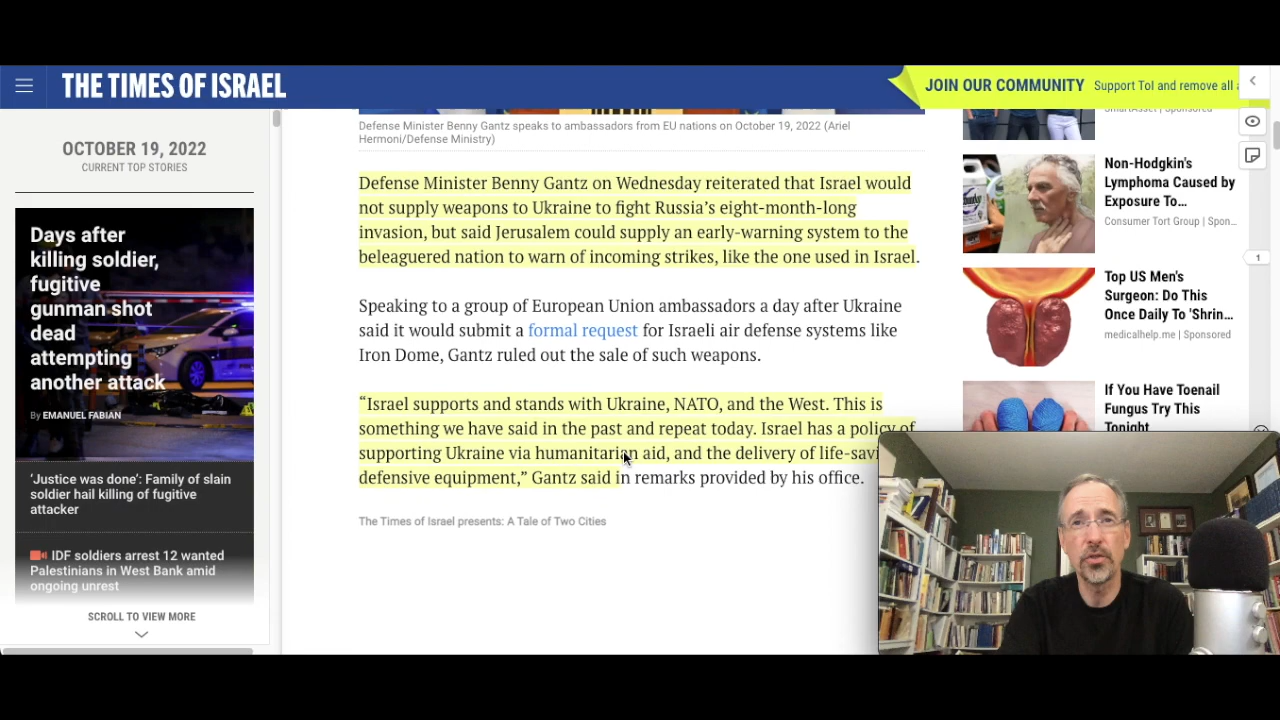 THE TIMES OF ISRAEL
JOIN OUR COMMUNITY
Support ToI and remove all
OCTOBER 19, 2022
CURRENT TOP STORIES
Days after
killing soldier,
fugitive
gunman shot
dead
attempting
another attack
By EMANUEL FABIAN
‘Justice was done’: Family of slain
soldier hail killing of fugitive
attacker
IDF soldiers arrest 12 wanted
Palestinians in West Bank amid
ongoing unrest
SCROLL TO VIEW MORE
Defense Minister Benny Gantz speaks to ambassadors from EU nations on October 19, 2022 (Ariel
Hermoni/Defense Ministry)
Defense Minister Benny Gantz on Wednesday reiterated that Israel would
not supply weapons to Ukraine to fight Russia’s eight-month-long
invasion, but said Jerusalem could supply an early-warning system to the
beleaguered nation to warn of incoming strikes, like the one used in Israel.
Speaking to a group of European Union ambassadors a day after Ukraine
said it would submit a formal request for Israeli air defense systems like
Iron Dome, Gantz ruled out the sale of such weapons.
“Israel supports and stands with Ukraine, NATO, and the West. This is
something we have said in the past and repeat today. Israel has a policy of
supporting Ukraine via humanitarian aid, and the delivery of life-savi
defensive equipment,” Gantz said in remarks provided by his office.
The Times of Israel presents: A Tale of Two Cities
SmartAsset | Sponsored
Non-Hodgkin's
Lymphoma Caused by
Exposure To…
Consumer Tort Group | Spon…
Top US Men's
Surgeon: Do This
Once Daily To 'Shrin…
medicalhelp.me | Sponsored
If You Have Toenail
Fungus Try This
Tonight
1